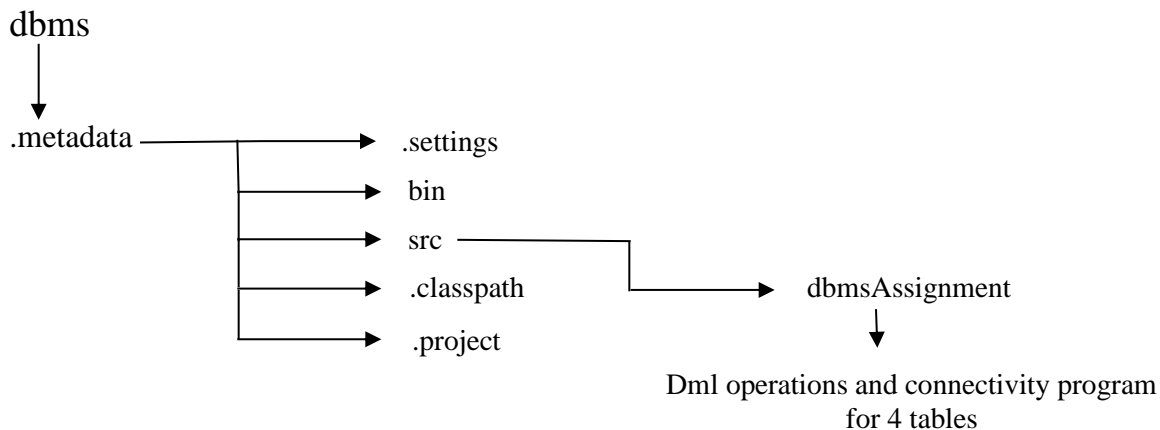 dbms
.metadata
.settings
bin
src
.classpath
dbmsAssignment
.project
Dml operations and connectivity program
for 4 tables